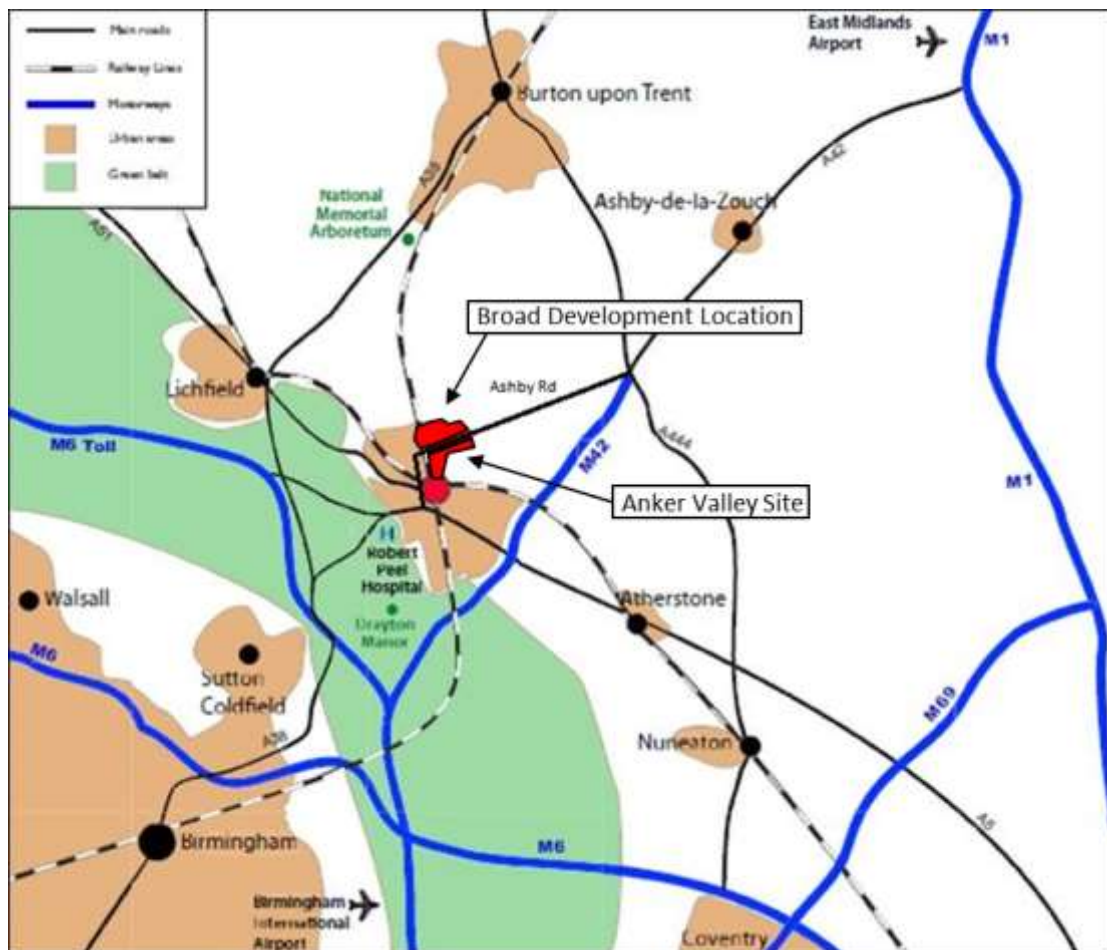 Main roads
Railway Lines
Motorways
Urban areas
Green belt
East Midlands
Airport
M1
Burton upon Trent
A42
A38
Ashby-de-la-Zouch
National
Memorial
Arboretum
A51
Broad Development Location
Ashby Rd
Lichfield
M6 Toll
M42
A444
M1
Anker Valley Site
H
Robert
Peel
Hospital
Drayton
Manor
Walsall
Atherstone
M6
Sutton
Coldfield
M69
Nuneaton
A38
A5
Birmingham
M6
Birmingham
International
Airport
Coventry